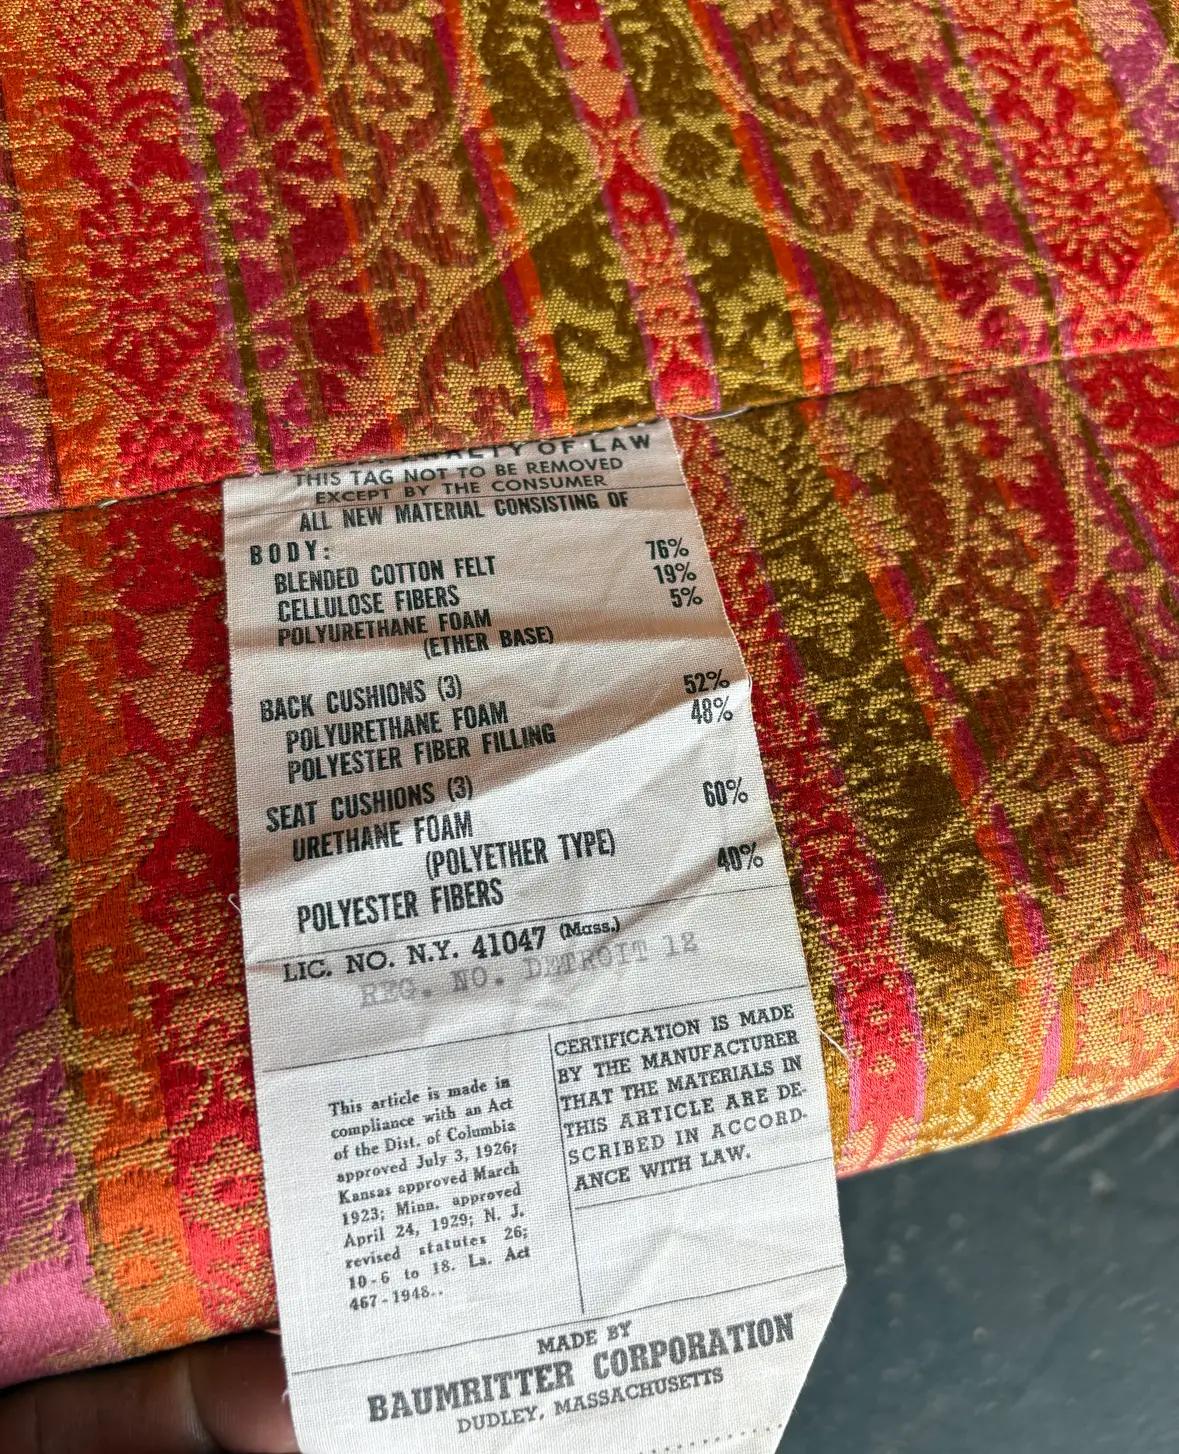 OF LAW
THIS TAG NOT TO BE REMOVED
EXCEPT BY THE CONSUMER
ALL NEW MATERIAL CONSISTING OF
BODY:
BLENDED COTTON FELT 76%
CELLULOSE FIBERS 19%
POLYURETHANE FOAM 5%
(ETHER BASE)
BACK CUSHIONS (3)
POLYURETHANE FOAM 52%
POLYESTER FIBER FILLING 48%
SEAT CUSHIONS (3)
URETHANE FOAM 60%
(POLYETHER TYPE)
POLYESTER FIBERS 40%
LIC. NO. N.Y. 41047 (Mass.)
REG. NO. DETROIT 12
This article is made in
compliance with an Act
of the Dist. of Columbia
approved July 3, 1926;
Kansas approved March
1923; Minn. approved
April 24, 1929; N. J.
revised statutes 26;
10-6 to 18. La. Act
467-1948..
CERTIFICATION IS MADE
BY THE MANUFACTURER
THAT THE MATERIALS IN
THIS ARTICLE ARE DE-
SCRIBED IN ACCORD-
ANCE WITH LAW.
MADE BY
BAUMRITTER CORPORATION
DUDLEY, MASSACHUSETTS